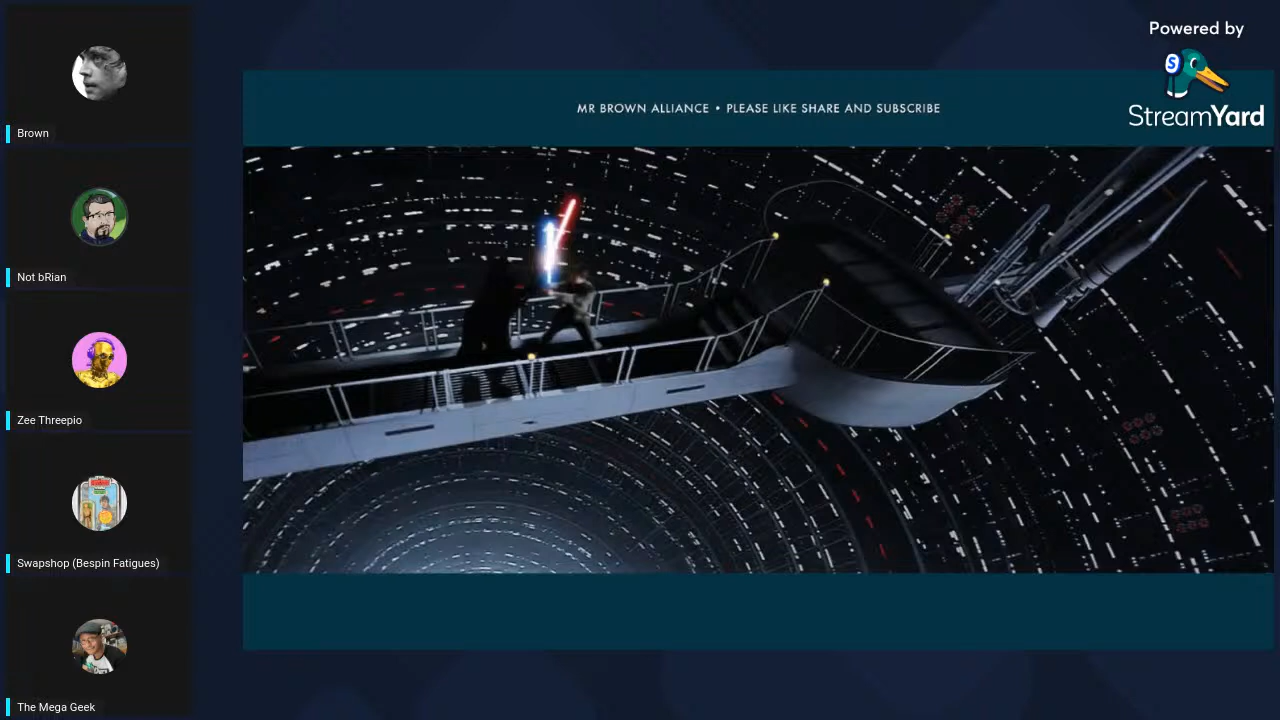 Powered by
StreamYard
MR BROWN ALLIANCE • PLEASE LIKE SHARE AND SUBSCRIBE
Brown
Not bRian
Zee Threepio
Swapshop (Bespin Fatigues)
The Mega Geek